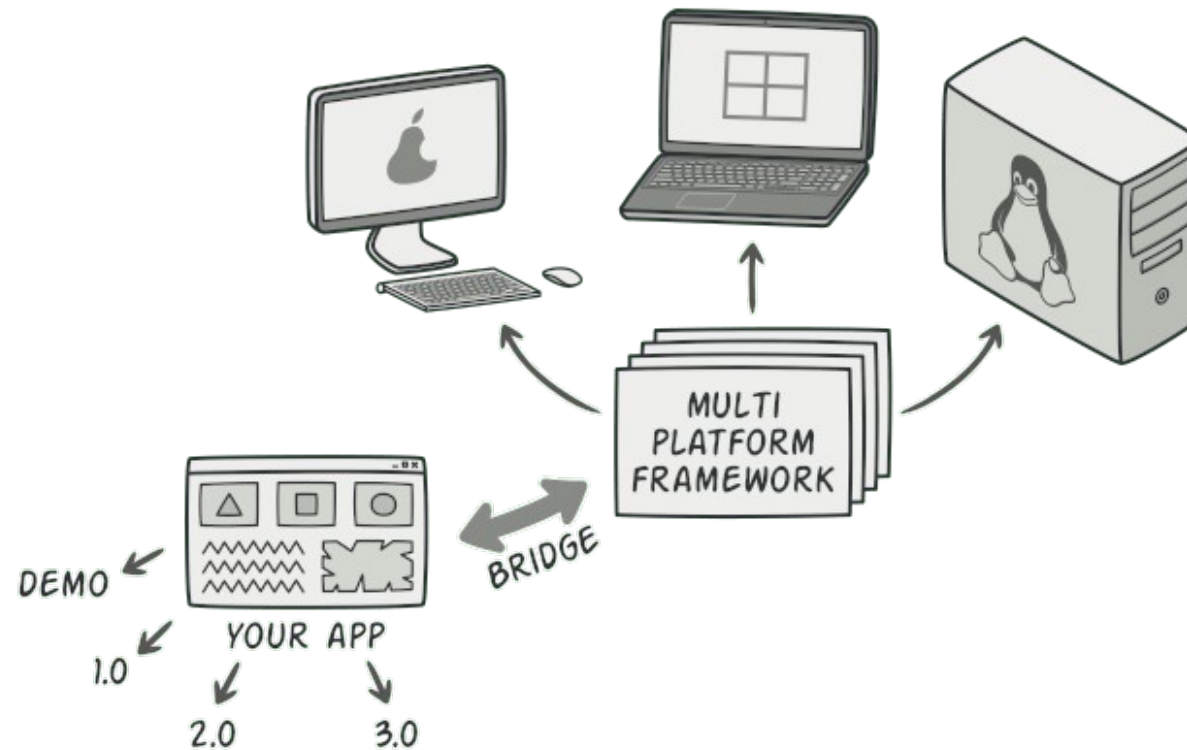 MULTI
PLATFORM
FRAMEWORK
BRIDGE
DEMO
YOUR APP
1.0
2.0
3.0